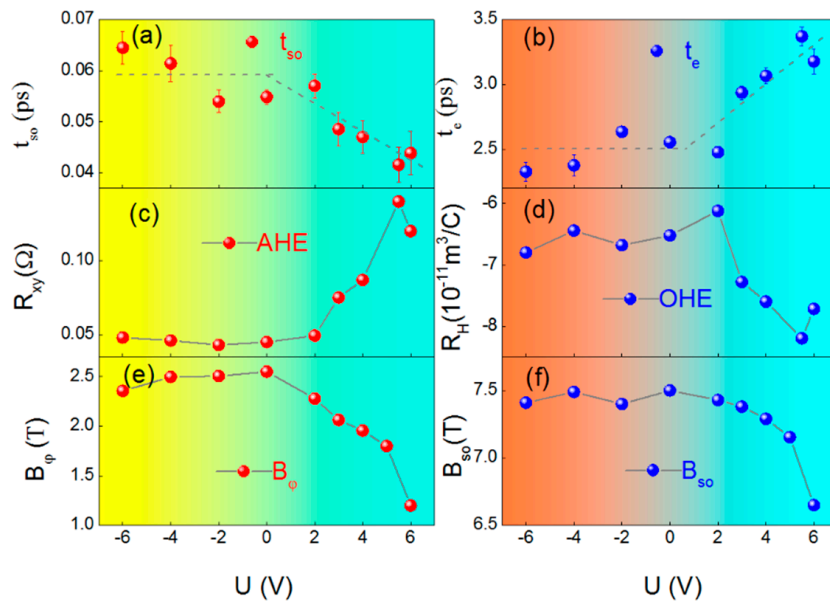 0.07
(a)
t_so
0.06
0.05
0.04
t_so (ps)
3.5
(b)
t_e
3.0
2.5
t_e (ps)
(c)
AHE
0.10
0.05
R_xy(Ω)
-6
(d)
-7
OHE
-8
R_H(10^-11m^3/C)
(e)
2.5
2.0
1.5
B_φ
1.0
B_φ (T)
(f)
7.5
7.0
B_so
6.5
B_so(T)
-6 -4 -2 0 2 4 6
U (V)
-6 -4 -2 0 2 4 6
U (V)